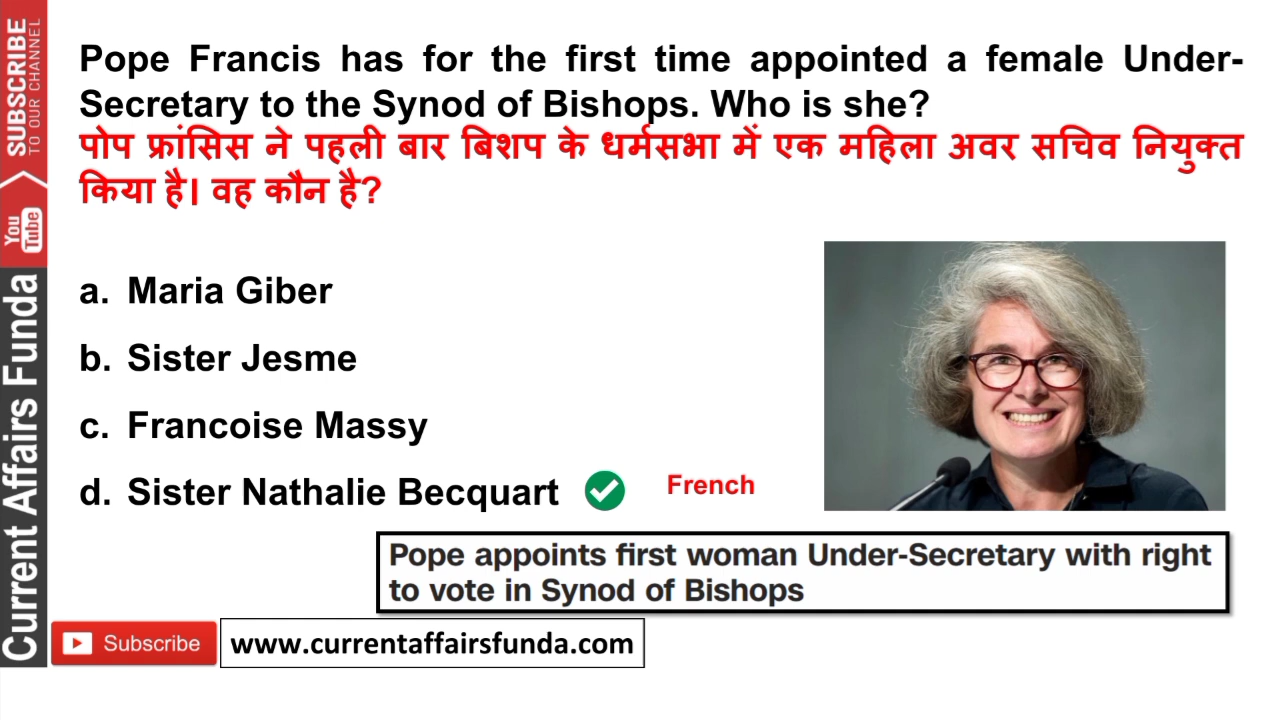 Pope Francis has for the first time appointed a female Under-
Secretary to the Synod of Bishops. Who is she?
पोप फ्रांसिस ने पहली बार बिशप के धर्मसभा में एक महिला अवर सचिव नियुक्त
किया है। वह कौन है?
a. Maria Giber
b. Sister Jesme
c. Francoise Massy
d. Sister Nathalie Becquart
French
Pope appoints first woman Under-Secretary with right
to vote in Synod of Bishops
Subscribe
www.currentaffairsfunda.com
SUBSCRIBE
TO OUR CHANNEL
You
Tube
Current Affairs Funda